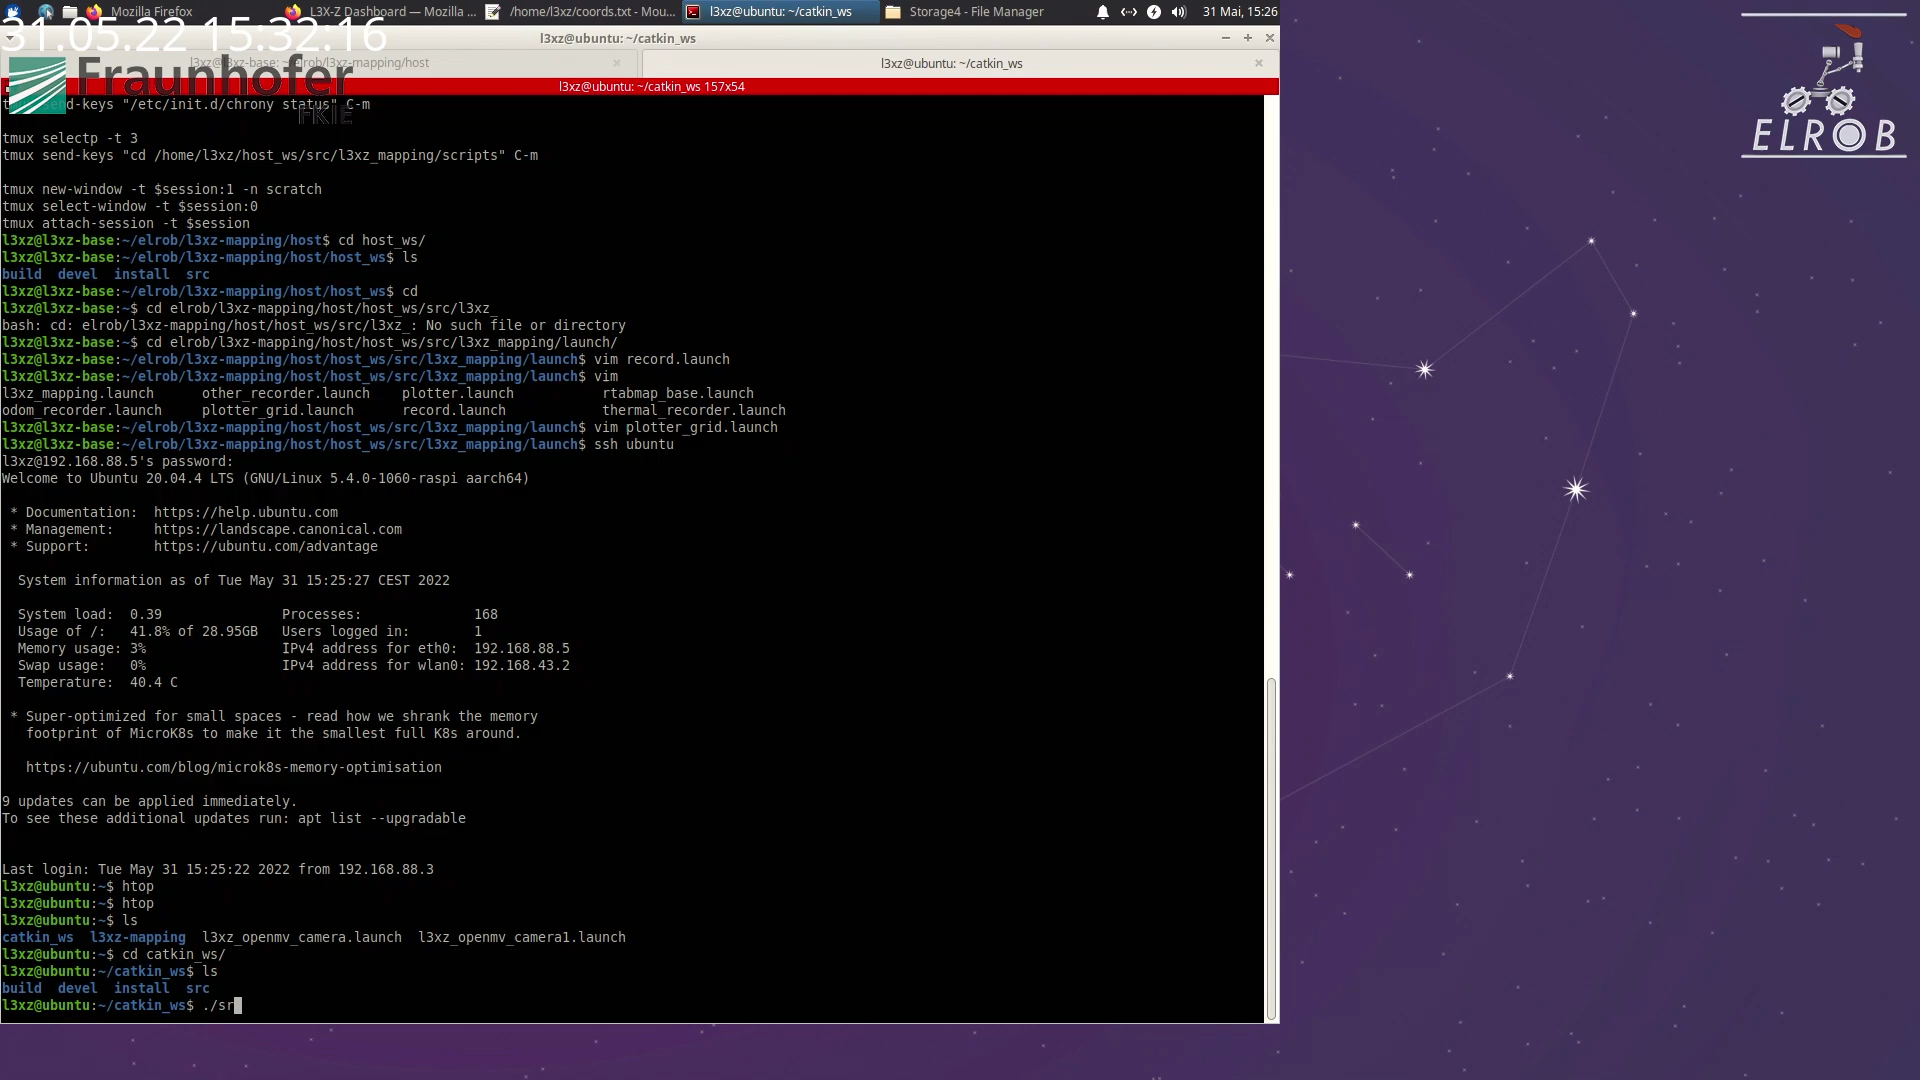 Mozilla Firefox
L3X-Z Dashboard — Mozilla ...
/home/l3xz/coords.txt - Mou...
l3xz@ubuntu: ~/catkin_ws
Storage4 - File Manager
31 Mai, 15:26
31.05.22 15:32:16
l3xz@ubuntu: ~/catkin_ws
l3xz@l3xz-base: ~/elrob/l3xz-mapping/host
l3xz@ubuntu: ~/catkin_ws
Fraunhofer
FKIE
ELROB
l3xz@ubuntu: ~/catkin_ws 157x54
send-keys "/etc/init.d/chrony status" C-m
tmux selectp -t 3
tmux send-keys "cd /home/l3xz/host_ws/src/l3xz_mapping/scripts" C-m
tmux new-window -t $session:1 -n scratch
tmux select-window -t $session:0
tmux attach-session -t $session
l3xz@l3xz-base:~/elrob/l3xz-mapping/host$ cd host_ws/
l3xz@l3xz-base:~/elrob/l3xz-mapping/host/host_ws$ ls
build  devel  install  src
l3xz@l3xz-base:~/elrob/l3xz-mapping/host/host_ws$ cd
l3xz@l3xz-base:~$ cd elrob/l3xz-mapping/host/host_ws/src/l3xz_
bash: cd: elrob/l3xz-mapping/host/host_ws/src/l3xz_: No such file or directory
l3xz@l3xz-base:~$ cd elrob/l3xz-mapping/host/host_ws/src/l3xz_mapping/launch/
l3xz@l3xz-base:~/elrob/l3xz-mapping/host/host_ws/src/l3xz_mapping/launch$ vim record.launch
l3xz@l3xz-base:~/elrob/l3xz-mapping/host/host_ws/src/l3xz_mapping/launch$ vim
l3xz_mapping.launch      other_recorder.launch    plotter.launch           rtabmap_base.launch
odom_recorder.launch     plotter_grid.launch      record.launch            thermal_recorder.launch
l3xz@l3xz-base:~/elrob/l3xz-mapping/host/host_ws/src/l3xz_mapping/launch$ vim plotter_grid.launch
l3xz@l3xz-base:~/elrob/l3xz-mapping/host/host_ws/src/l3xz_mapping/launch$ ssh ubuntu
l3xz@192.168.88.5's password:
Welcome to Ubuntu 20.04.4 LTS (GNU/Linux 5.4.0-1060-raspi aarch64)
* Documentation:  https://help.ubuntu.com
* Management:     https://landscape.canonical.com
* Support:        https://ubuntu.com/advantage
System information as of Tue May 31 15:25:27 CEST 2022
System load:  0.39               Processes:              168
Usage of /:   41.8% of 28.95GB   Users logged in:        1
Memory usage: 3%                 IPv4 address for eth0:  192.168.88.5
Swap usage:   0%                 IPv4 address for wlan0: 192.168.43.2
Temperature:  40.4 C
* Super-optimized for small spaces - read how we shrank the memory
footprint of MicroK8s to make it the smallest full K8s around.
https://ubuntu.com/blog/microk8s-memory-optimisation
9 updates can be applied immediately.
To see these additional updates run: apt list --upgradable
Last login: Tue May 31 15:25:22 2022 from 192.168.88.3
l3xz@ubuntu:~$ htop
l3xz@ubuntu:~$ htop
l3xz@ubuntu:~$ ls
catkin_ws  l3xz-mapping  l3xz_openmv_camera.launch  l3xz_openmv_camera1.launch
l3xz@ubuntu:~$ cd catkin_ws/
l3xz@ubuntu:~/catkin_ws$ ls
build  devel  install  src
l3xz@ubuntu:~/catkin_ws$ ./sr